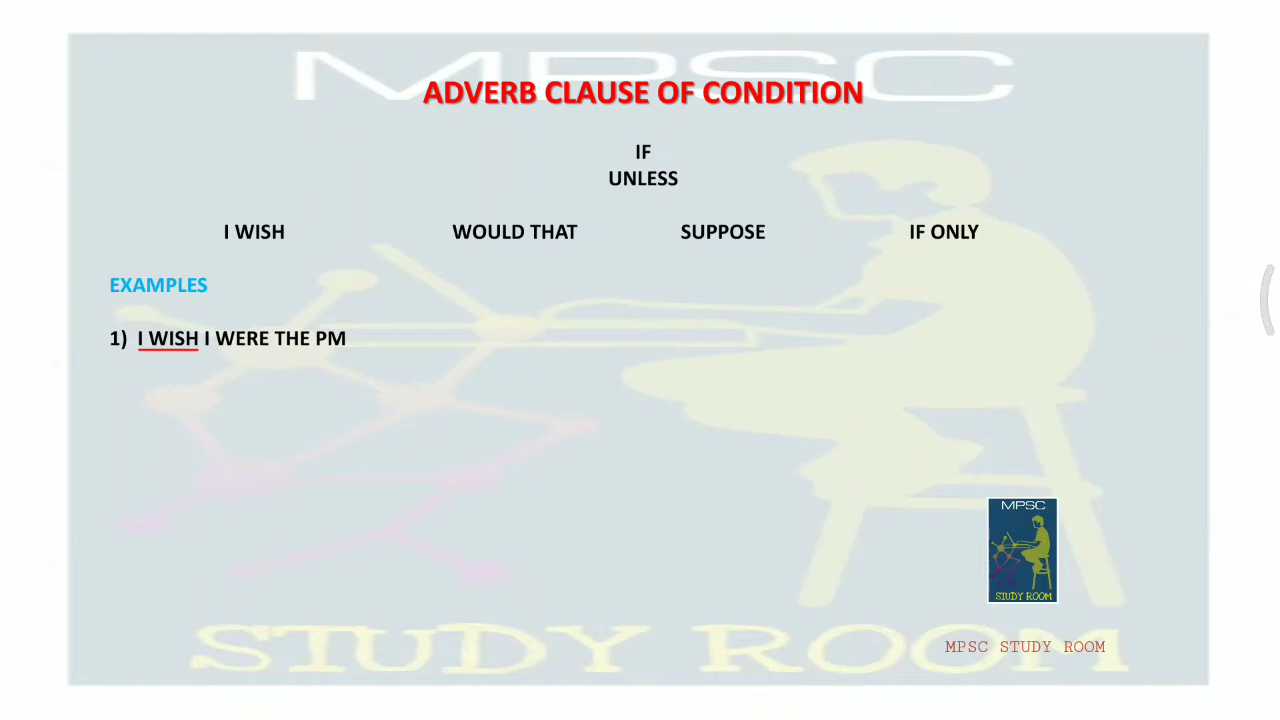 MPSC
ADVERB CLAUSE OF CONDITION
IF
UNLESS
I WISH WOULD THAT SUPPOSE IF ONLY
EXAMPLES
1) I WISH I WERE THE PM
MPSC
STUDY ROOM
STUDY ROOM
MPSC STUDY ROOM